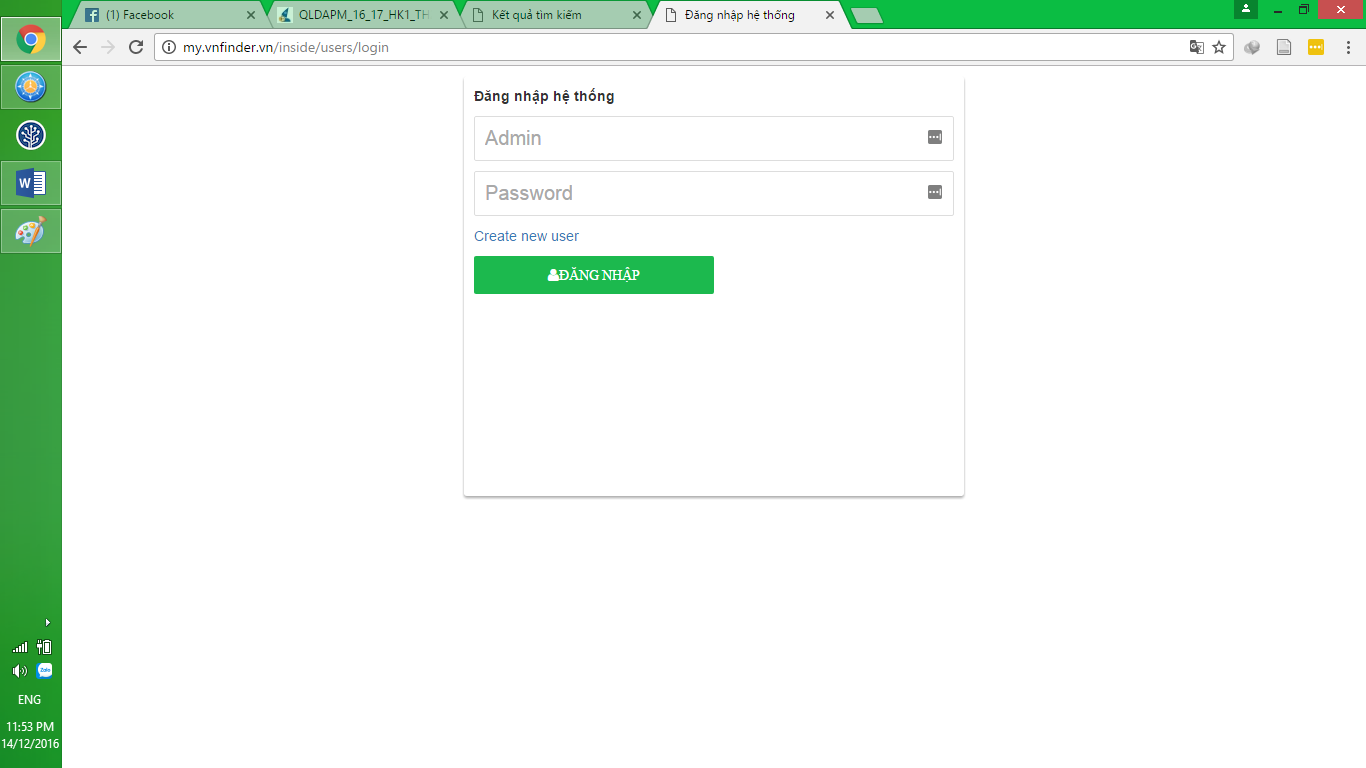 (1) Facebook
QLDAPM_16_17_HK1_TH
Kết quả tìm kiếm
Đăng nhập hệ thống
my.vnfinder.vn/inside/users/login
Đăng nhập hệ thống
Admin
Password
Create new user
ĐĂNG NHẬP
W
Zalo
ENG
11:53 PM
14/12/2016